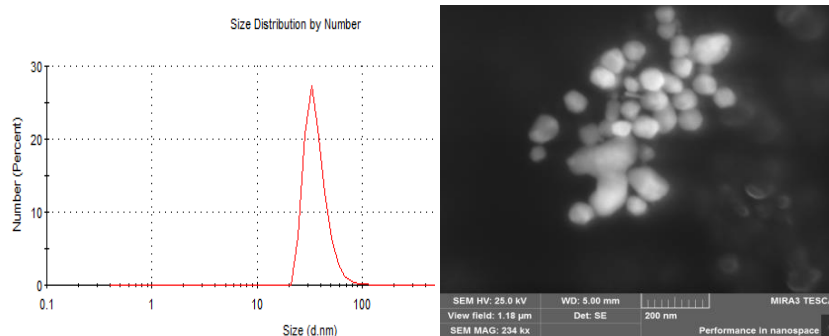 Size Distribution by Number
Number (Percent)
30
20
10
0
0.1 1 10 100
Size (d.nm)
SEM HV: 25.0 kV WD: 5.00 mm MIRA3 TESC
View field: 1.18 µm Det: SE 200 nm
SEM MAG: 234 kx Performance in nanospace